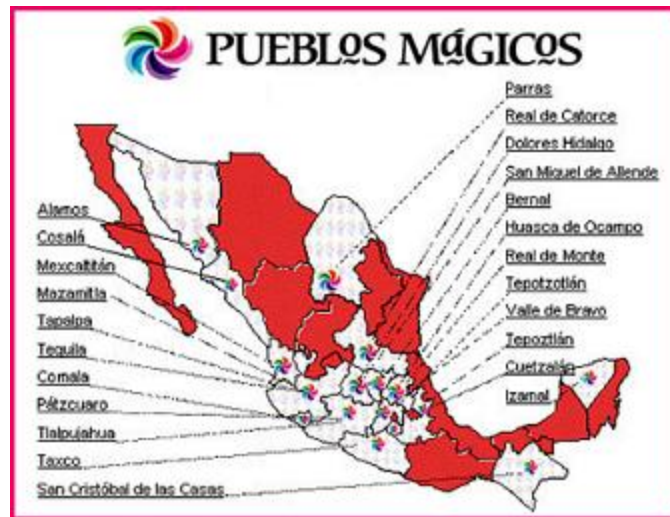 PUEBLOS MÁGICOS
Parras
Real de Catorce
Dolores Hidalgo
San Miguel de Allende
Bernal
Huasca de Ocampo
Real de Monte
Tepotzotlán
Valle de Bravo
Tepoztlán
Cuetzalán
Izamal
Alamos
Cosalá
Mexcaltitán
Mazamitla
Tapalpa
Tequila
Comala
Pátzcuaro
Tlalpujahua
Taxco
San Cristóbal de las Casas